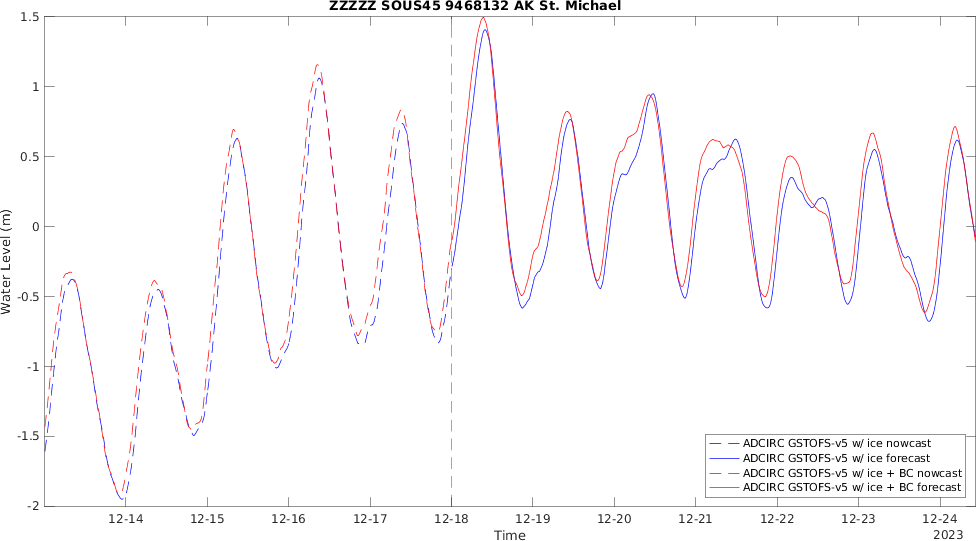 ZZZZZ SOUS45 9468132 AK St. Michael
Water Level (m)
1.5
1
0.5
0
-0.5
-1
-1.5
-2
ADCIRC GSTOFS-v5 w/ ice nowcast
ADCIRC GSTOFS-v5 w/ ice forecast
ADCIRC GSTOFS-v5 w/ ice + BC nowcast
ADCIRC GSTOFS-v5 w/ ice + BC forecast
12-14 12-15 12-16 12-17 12-18 12-19 12-20 12-21 12-22 12-23 12-24
Time
2023